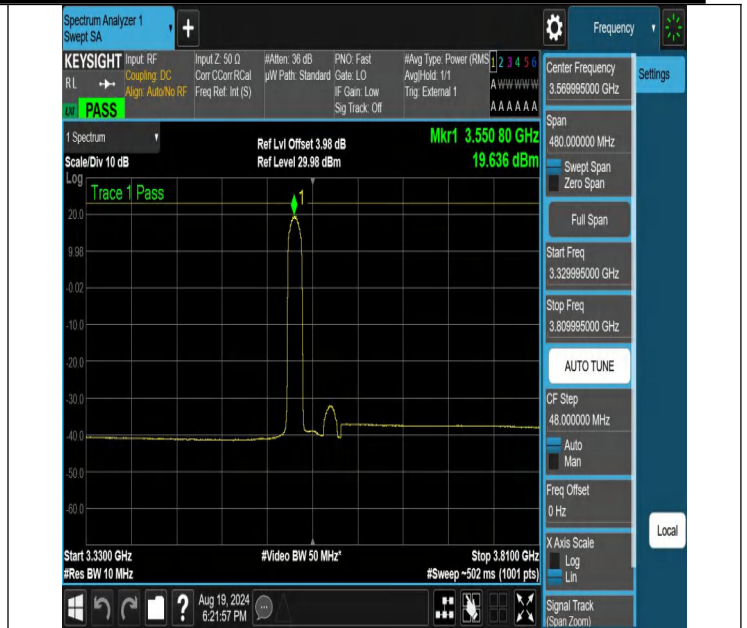 Spectrum Analyzer 1
Swept SA
+
Frequency
KEYSIGHT
RL
PASS
Input: RF
Coupling: DC
Align: Auto/No RF
Input Z: 50 Ω
Corr CCorr RCal
Freq Ref: Int (S)
#Atten: 36 dB
µW Path: Standard
PNO: Fast
Gate: LO
IF Gain: Low
Sig Track: Off
#Avg Type: Power (RMS
Avg|Hold: 1/1
Trig: External 1
1 2 3 4 5 6
A W W W W W
A A A A A A
1 Spectrum
Scale/Div 10 dB
Log
Ref Lvl Offset 3.98 dB
Ref Level 29.98 dBm
Mkr1 3.550 80 GHz
19.636 dBm
Trace 1 Pass
1
20.0
9.98
-0.02
-10.0
-20.0
-30.0
-40.0
-50.0
-60.0
Start 3.3300 GHz
#Res BW 10 MHz
#Video BW 50 MHz*
Stop 3.8100 GHz
#Sweep ~502 ms (1001 pts)
Center Frequency
3.569995000 GHz
Span
480.000000 MHz
Swept Span
Zero Span
Full Span
Start Freq
3.329995000 GHz
Stop Freq
3.809995000 GHz
AUTO TUNE
CF Step
48.000000 MHz
Auto
Man
Freq Offset
0 Hz
X Axis Scale
Log
Lin
Signal Track
(Span Zoom)
Settings
Local
?
Aug 19, 2024
6:21:57 PM